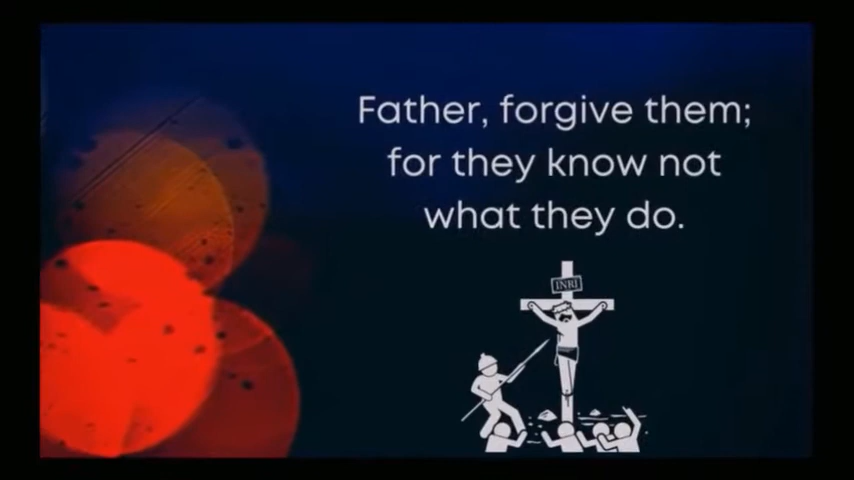 Father, forgive them;
for they know not
what they do.
INRI